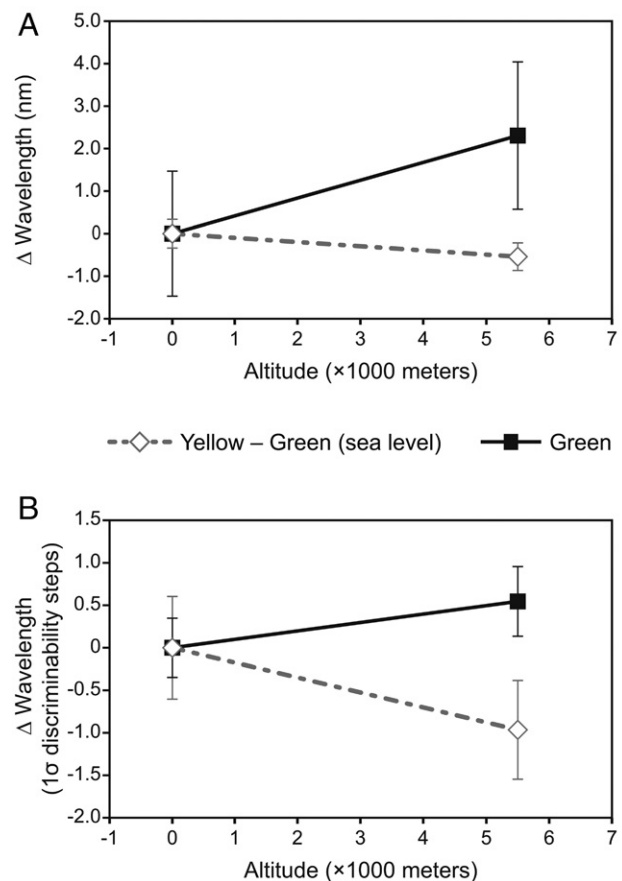 A
5.0
4.0
3.0
2.0
1.0
0
-1.0
-2.0
Δ Wavelength (nm)
-1 0 1 2 3 4 5 6 7
Altitude (×1000 meters)
Yellow – Green (sea level) Green
B
1.5
1.0
0.5
0
-0.5
-1.0
-1.5
-2.0
Δ Wavelength
(1σ discriminability steps)
-1 0 1 2 3 4 5 6 7
Altitude (×1000 meters)